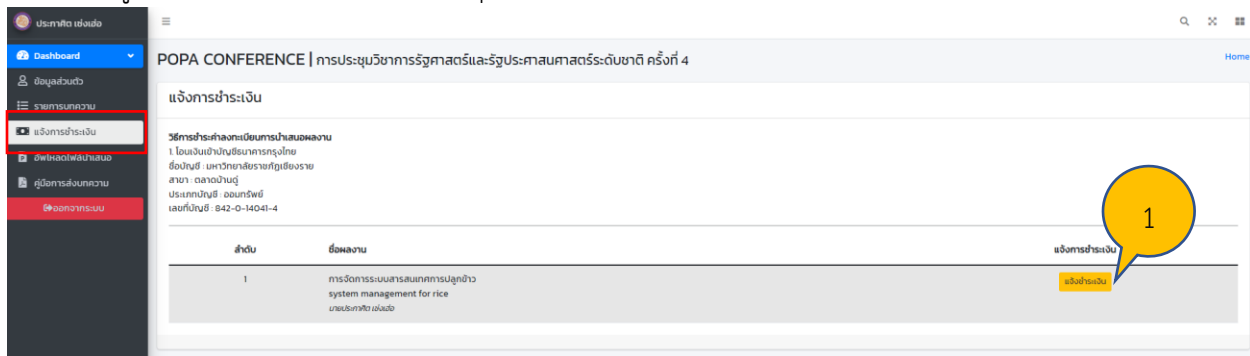 ประกาศิต เชงเฮ่อ
Dashboard
Home
POPA CONFERENCE | การประชุมวิชาการรัฐศาสตร์และรัฐประศาสนศาสตร์ระดับชาติ ครั้งที่ 4
ข้อมูลส่วนตัว
รายการบทความ
แจ้งการชำระเงิน
อัพโหลดไฟล์นำเสนอ
คู่มือการส่งบทความ
ออกจากระบบ
แจ้งการชำระเงิน
วิธีการชำระค่าลงทะเบียนการนำเสนอผลงาน
1. โอนเงินเข้าบัญชีธนาคารกรุงไทย
ชื่อบัญชี : มหาวิทยาลัยราชภัฏเชียงราย
สาขา : ตลาดบ้านดู่
ประเภทบัญชี : ออมทรัพย์
เลขที่บัญชี : 842-0-14041-4
1
ลำดับ ชื่อผลงาน แจ้งการชำระเงิน
1 การจัดการระบบสารสนเทศการปลูกข้าว แจ้งชำระเงิน
system management for rice
นายประกาศิต เชงเฮ่อ